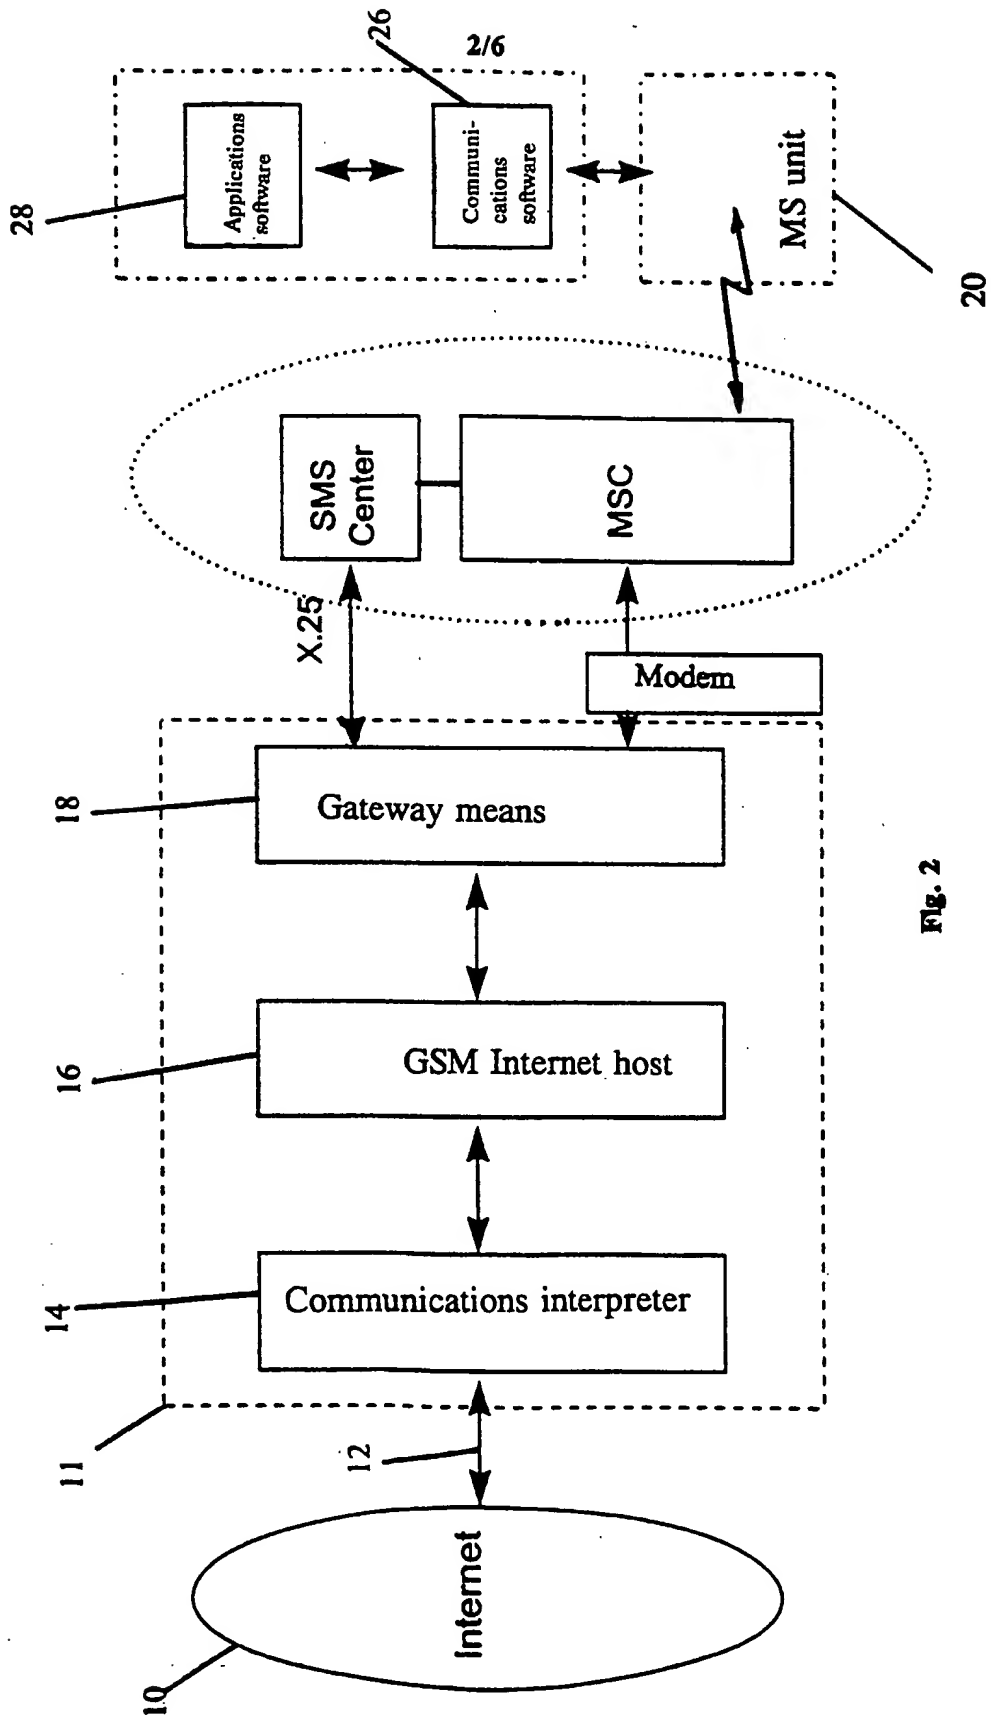 2/6
10
Internet
11
12
14
Communications interpreter
16
GSM Internet host
18
Gateway means
X.25
Modem
SMS
Center
MSC
28
Applications
software
26
Communi-
cations
software
MS unit
20
Fig. 2